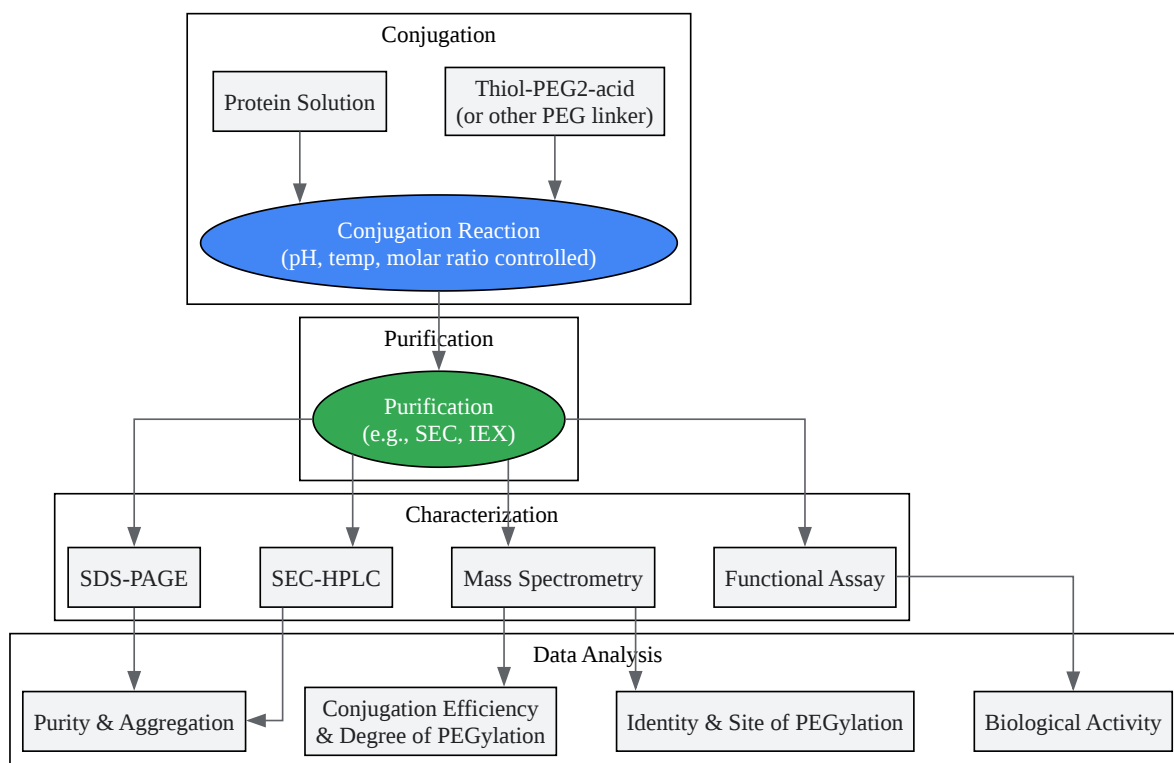 Conjugation
Protein Solution
Thiol-PEG2-acid
(or other PEG linker)
Conjugation Reaction
(pH, temp, molar ratio controlled)
Purification
Purification
(e.g., SEC, IEX)
Characterization
SDS-PAGE
SEC-HPLC
Mass Spectrometry
Functional Assay
Data Analysis
Purity & Aggregation
Conjugation Efficiency
& Degree of PEGylation
Identity & Site of PEGylation
Biological Activity